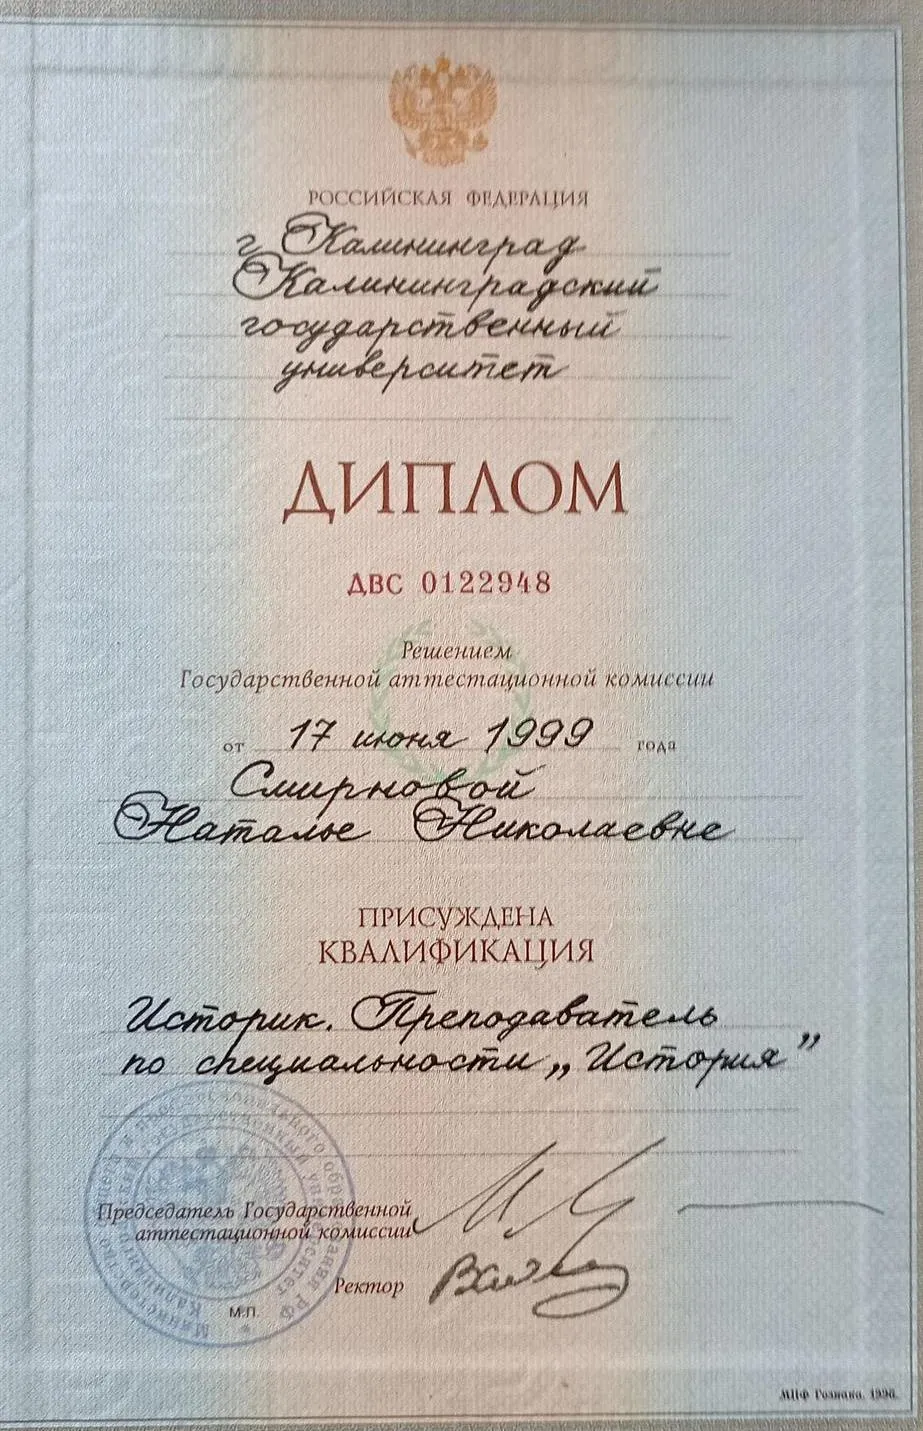 РОССИЙСКАЯ ФЕДЕРАЦИЯ
г Калининград
Калининградский
государственный
университет
ДИПЛОМ
ДВС 0122948
Решением
Государственной аттестационной комиссии
от 17 июня 1999 года
Смирновой
Наталье Николаевне
ПРИСУЖДЕНА
КВАЛИФИКАЦИЯ
Историк. Преподаватель
по специальности „История”
Председатель Государственной
аттестационной комиссии
Ректор
М.П.
МПФ Гознака. 1996.